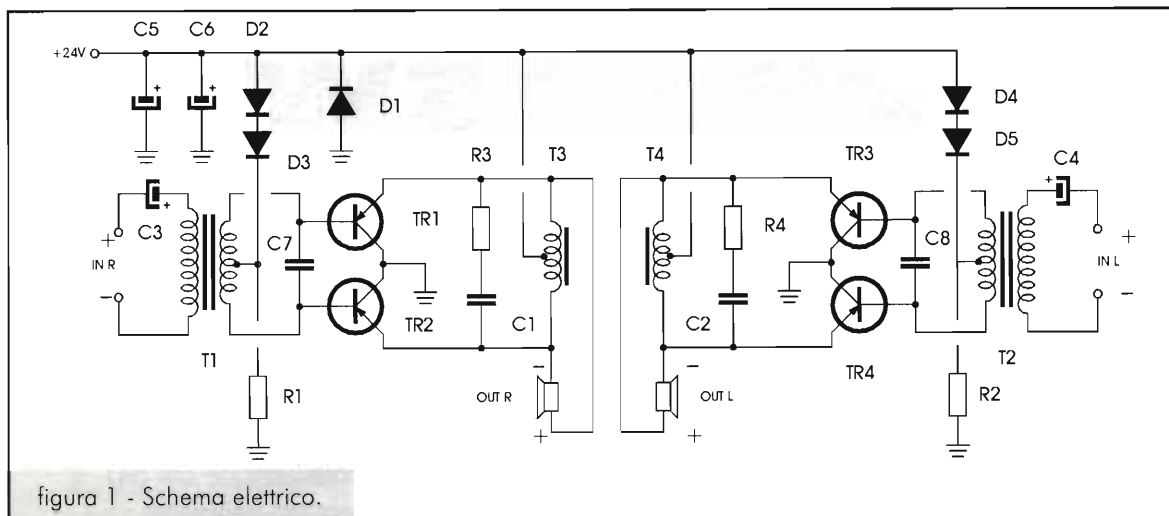 C5 C6 D2
+24V
+ +
D1
D4
D5
D3
R3 T3 T4 TR3
C4
+
C3
+
IN R
-
C7
TR1
R4
C8
+
+
IN L
-
TR2
C1
C2
T1
TR4
T2
R1
-
OUT R
+
-
OUT L
+
R2
figura 1 - Schema elettrico.